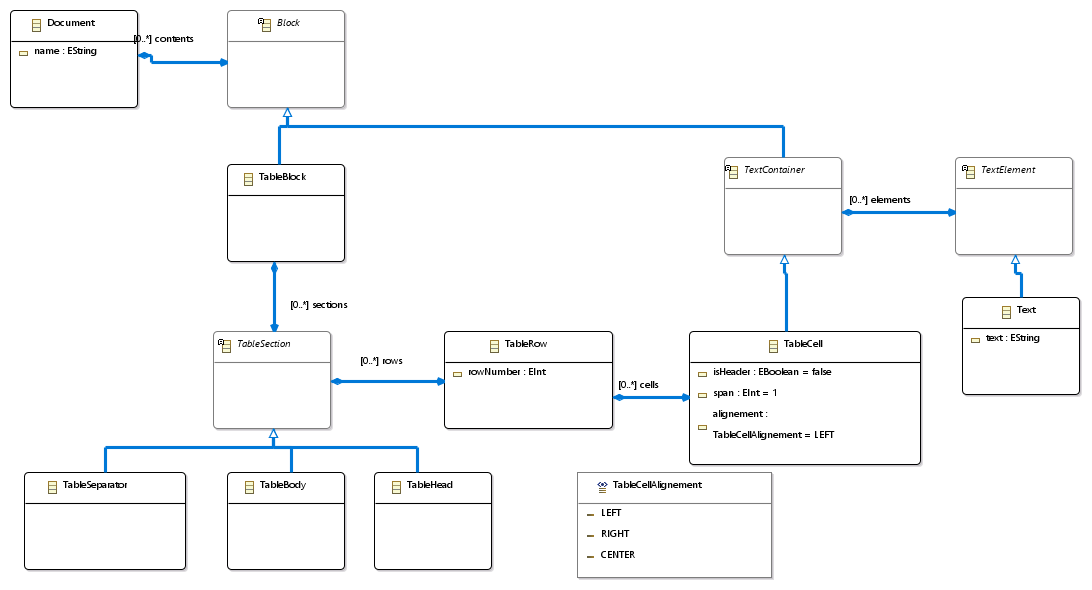 Document
Block
[0..*] contents
name : EString
TableBlock
TextContainer
TextElement
[0..*] elements
[0..*] sections
Text
text : EString
TableSection
TableRow
TableCell
[0..*] rows
rowNumber : EInt
[0..*] cells
isHeader : EBoolean = false
span : EInt = 1
alignement :
TableCellAlignement = LEFT
TableSeparator
TableBody
TableHead
TableCellAlignement
LEFT
RIGHT
CENTER